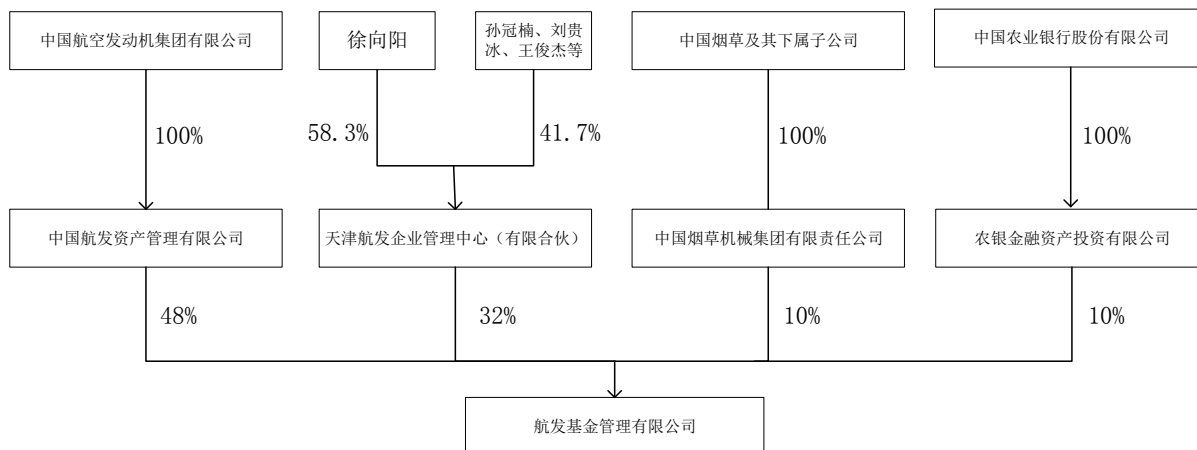 中国航空发动机集团有限公司
徐向阳
孙冠楠、刘贵
冰、王俊杰等
中国烟草及其下属子公司
中国农业银行股份有限公司
100%
58.3%
41.7%
100%
100%
中国航发资产管理有限公司
天津航发企业管理中心（有限合伙）
中国烟草机械集团有限责任公司
农银金融资产投资有限公司
48%
32%
10%
10%
航发基金管理有限公司